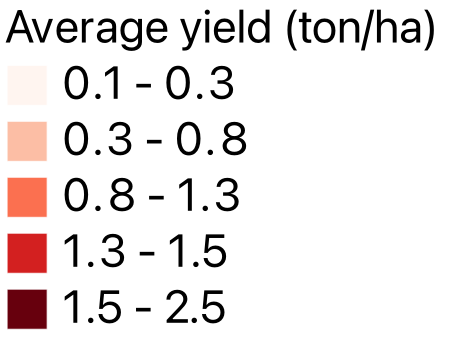 Average yield (ton/ha)
0.1 - 0.3
0.3 - 0.8
0.8 - 1.3
1.3 - 1.5
1.5 - 2.5